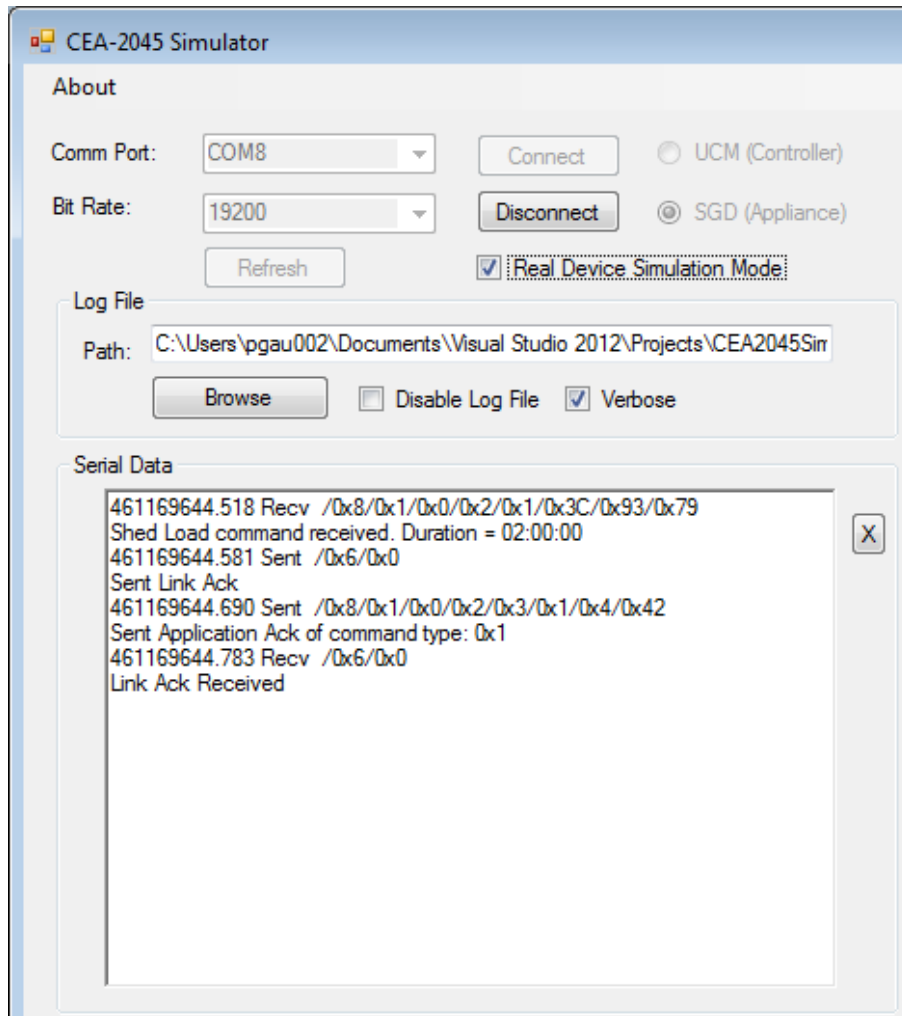 CEA-2045 Simulator
About
Comm Port: COM8 Connect UCM (Controller)
Bit Rate: 19200 Disconnect SGD (Appliance)
Refresh Real Device Simulation Mode
Log File
Path: C:\Users\pgau002\Documents\Visual Studio 2012\Projects\CEA2045Sim
Browse Disable Log File Verbose
Serial Data
461169644.518 Recv /0x8/0x1/0x0/0x2/0x1/0x3C/0x93/0x79
Shed Load command received. Duration = 02:00:00
461169644.581 Sent /0x6/0x0
Sent Link Ack
461169644.690 Sent /0x8/0x1/0x0/0x2/0x3/0x1/0x4/0x42
Sent Application Ack of command type: 0x1
461169644.783 Recv /0x6/0x0
Link Ack Received
X